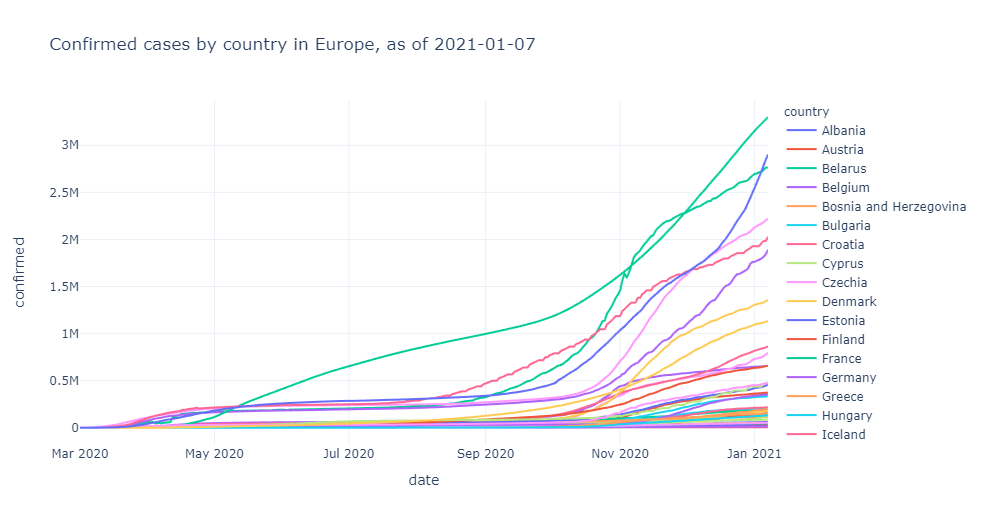 Confirmed cases by country in Europe, as of 2021-01-07
country
Albania
Austria
Belarus
Belgium
Bosnia and Herzegovina
Bulgaria
Croatia
Cyprus
Czechia
Denmark
Estonia
Finland
France
Germany
Greece
Hungary
Iceland
3M
2.5M
2M
1.5M
1M
0.5M
0
confirmed
Mar 2020 May 2020 Jul 2020 Sep 2020 Nov 2020 Jan 2021
date